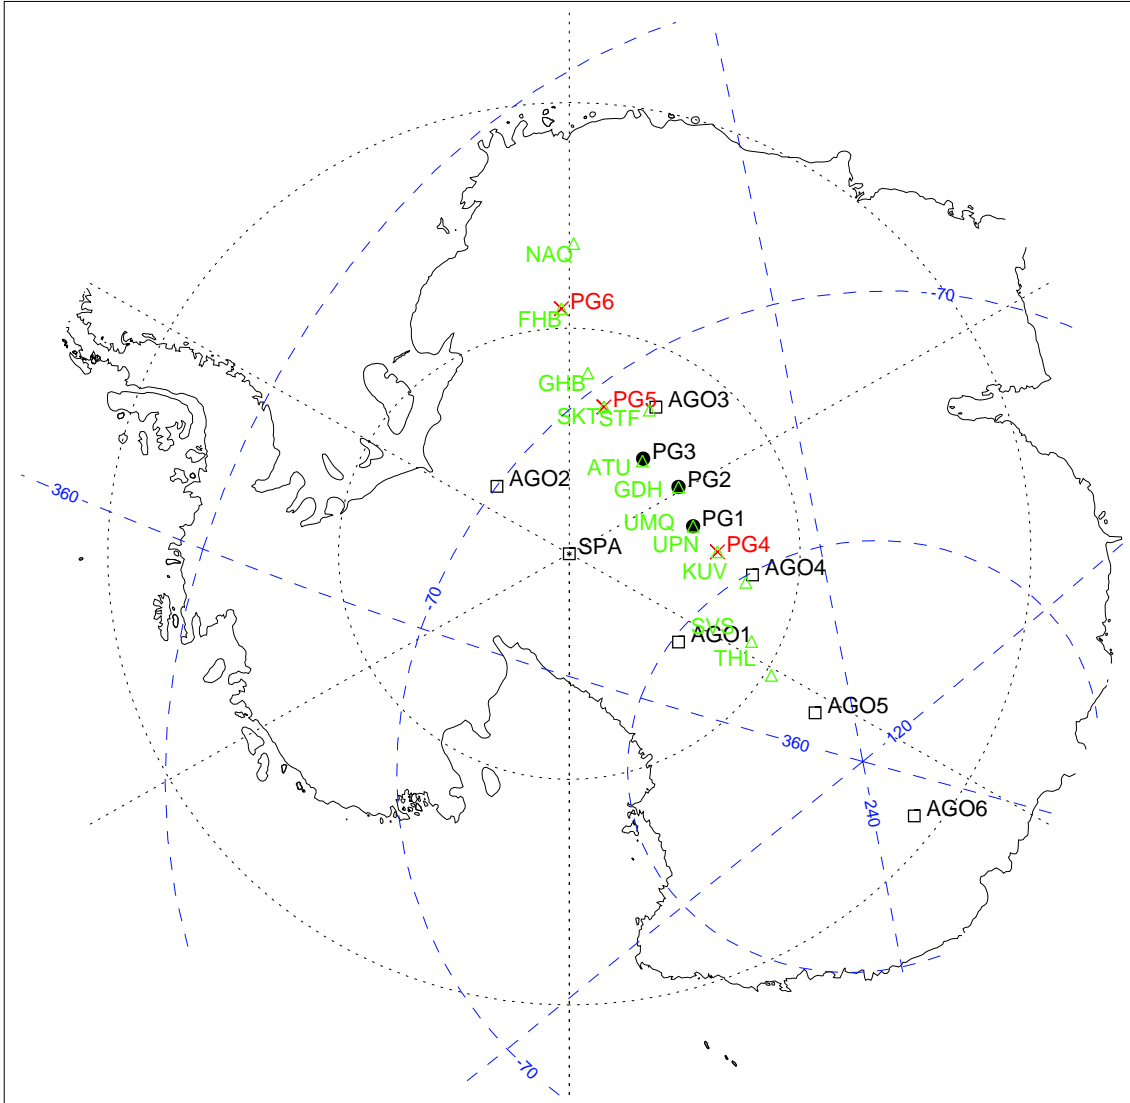 NAQ
-70
PG6
FHB
GHB
PG5
AGO3
SKT
STF
PG3
ATU
AGO2
PG2
GDH
360
PG1
UMQ
SPA
UPN
PG4
KUV
AGO4
-70
SVS
AGO1
THL
AGO5
120
360
AGO6
240
-70